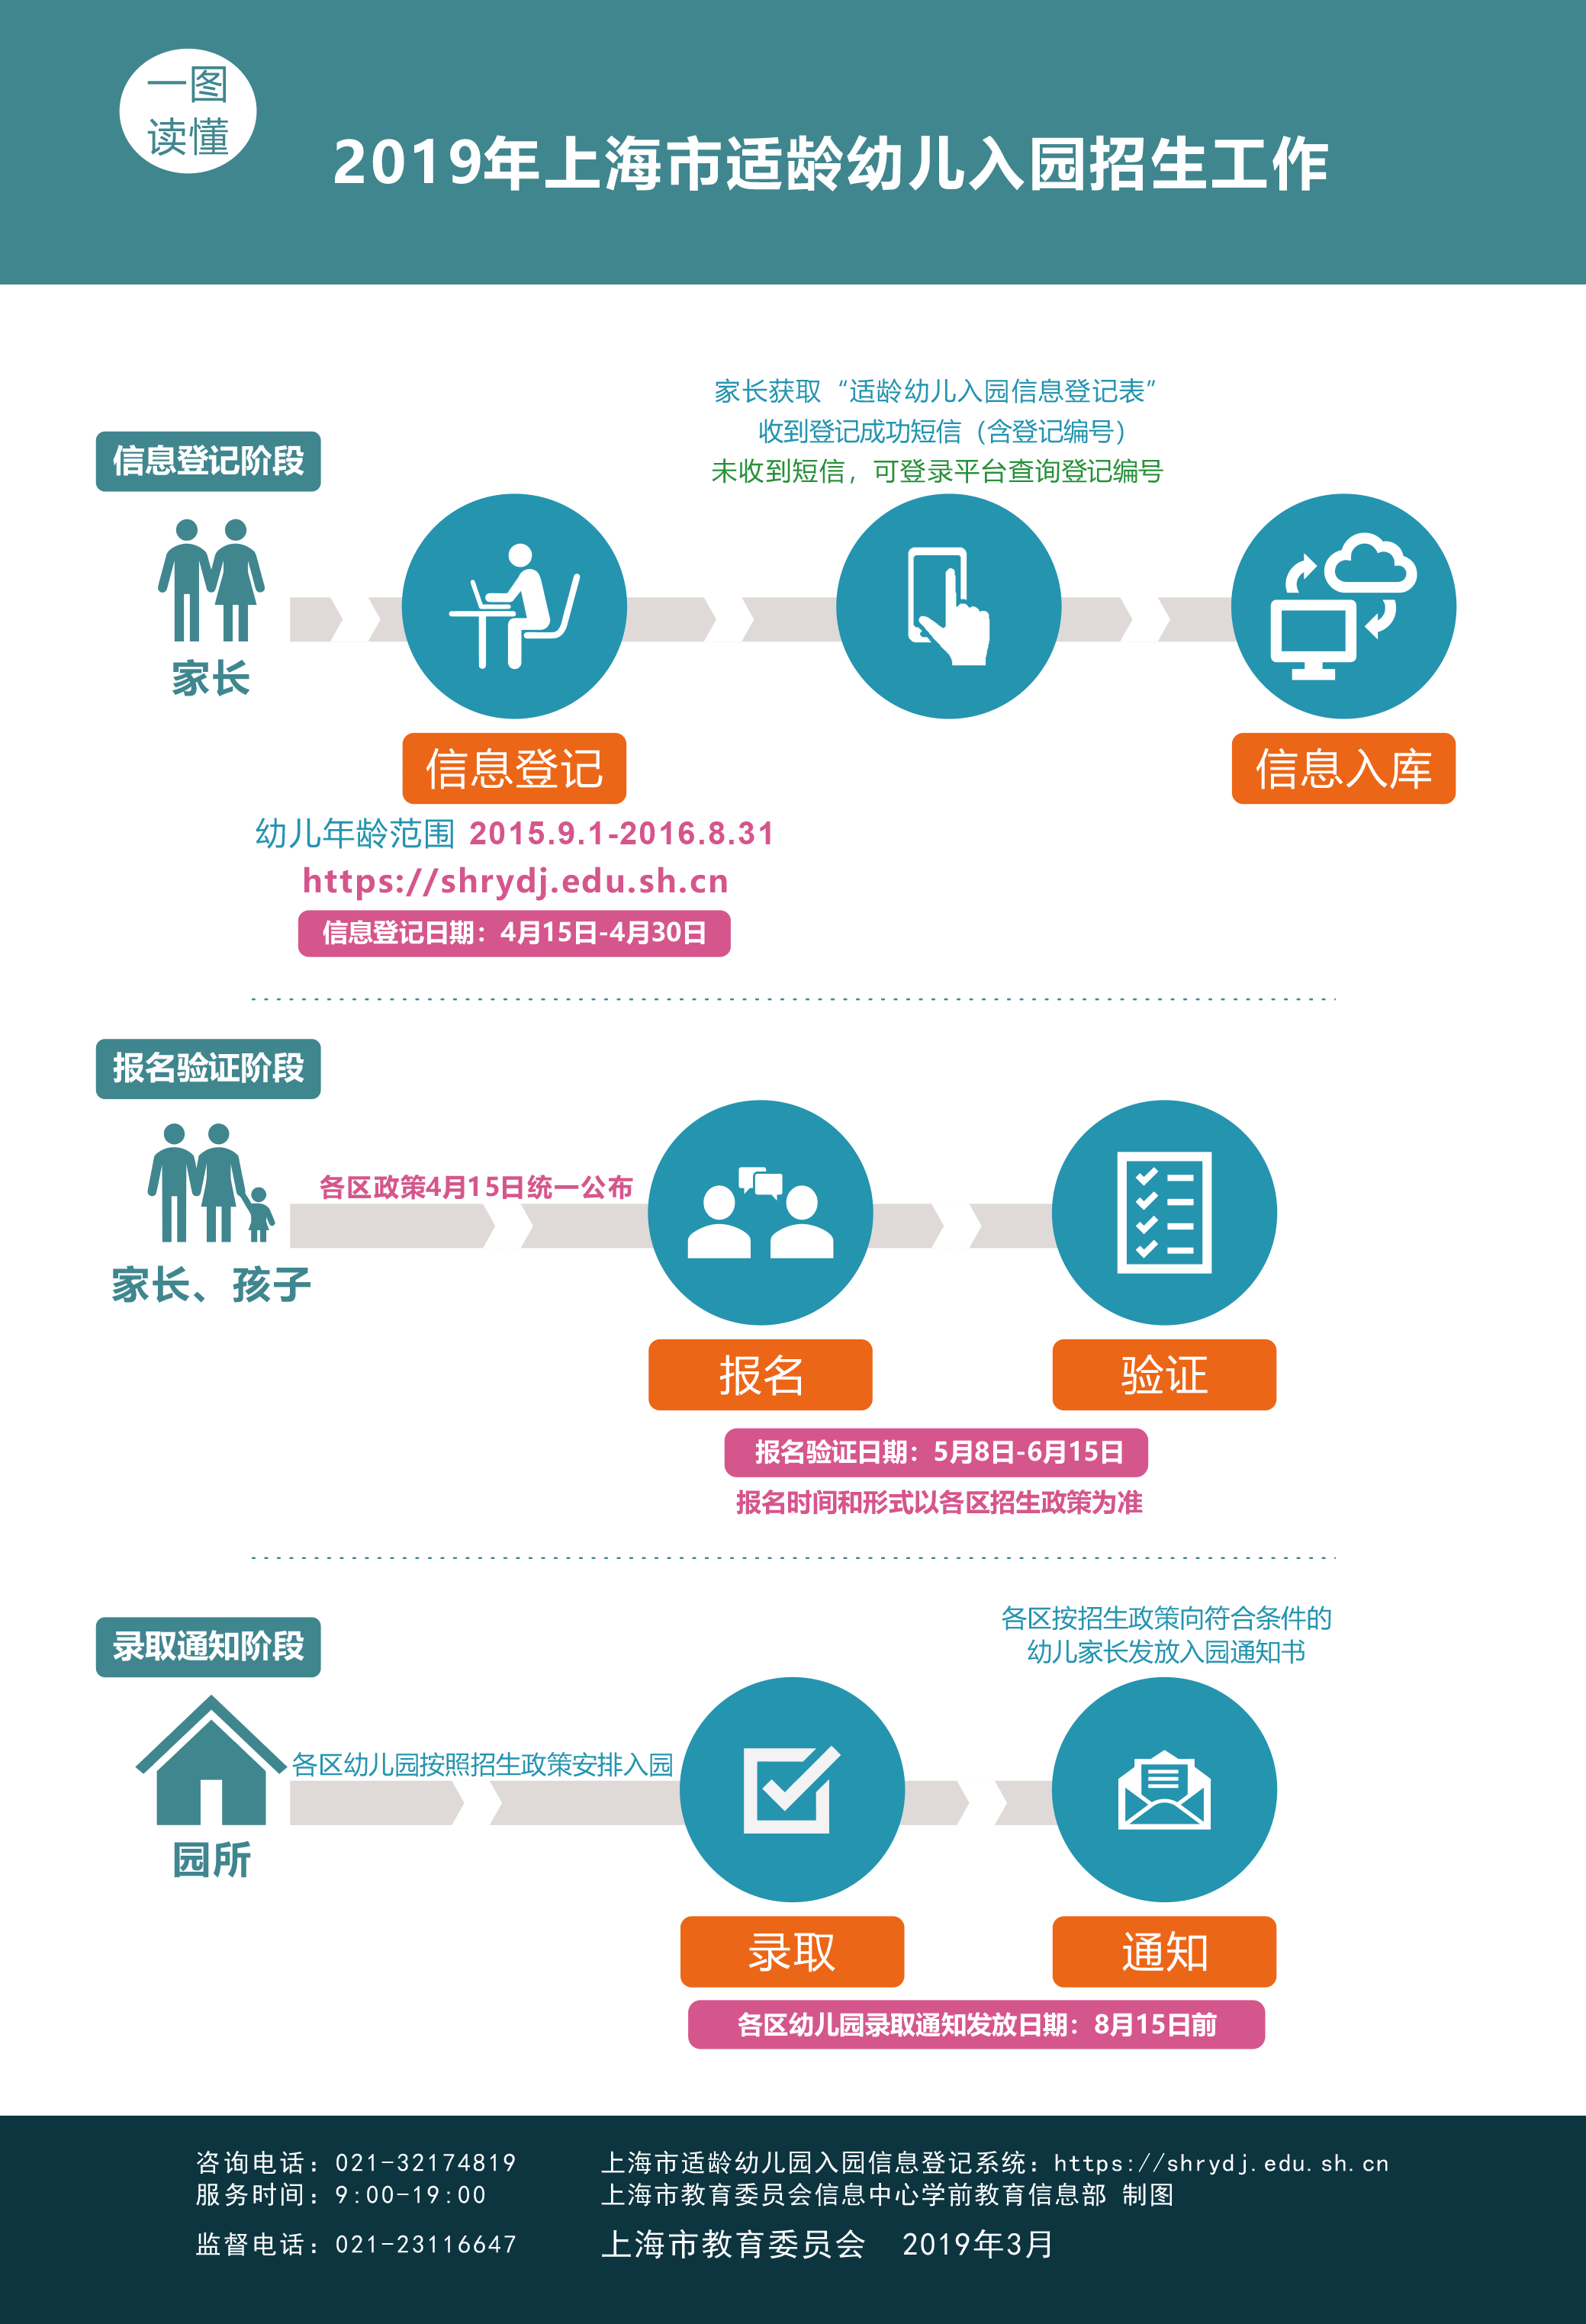 一图
读懂
2019年上海市适龄幼儿入园招生工作
家长获取“适龄幼儿入园信息登记表”
收到登记成功短信（含登记编号）
未收到短信，可登录平台查询登记编号
信息登记阶段
家长
信息登记
信息入库
幼儿年龄范围 2015.9.1-2016.8.31
https://shrydj.edu.sh.cn
信息登记日期：4月15日-4月30日
报名验证阶段
各区政策4月15日统一公布
家长、孩子
报名
验证
报名验证日期：5月8日-6月15日
报名时间和形式以各区招生政策为准
各区按招生政策向符合条件的
幼儿家长发放入园通知书
录取通知阶段
各区幼儿园按照招生政策安排入园
园所
录取
通知
各区幼儿园录取通知发放日期：8月15日前
咨询电话：021-32174819
服务时间：9:00-19:00
监督电话：021-23116647
上海市适龄幼儿园入园信息登记系统：https://shrydj.edu.sh.cn
上海市教育委员会信息中心学前教育信息部 制图
上海市教育委员会 2019年3月